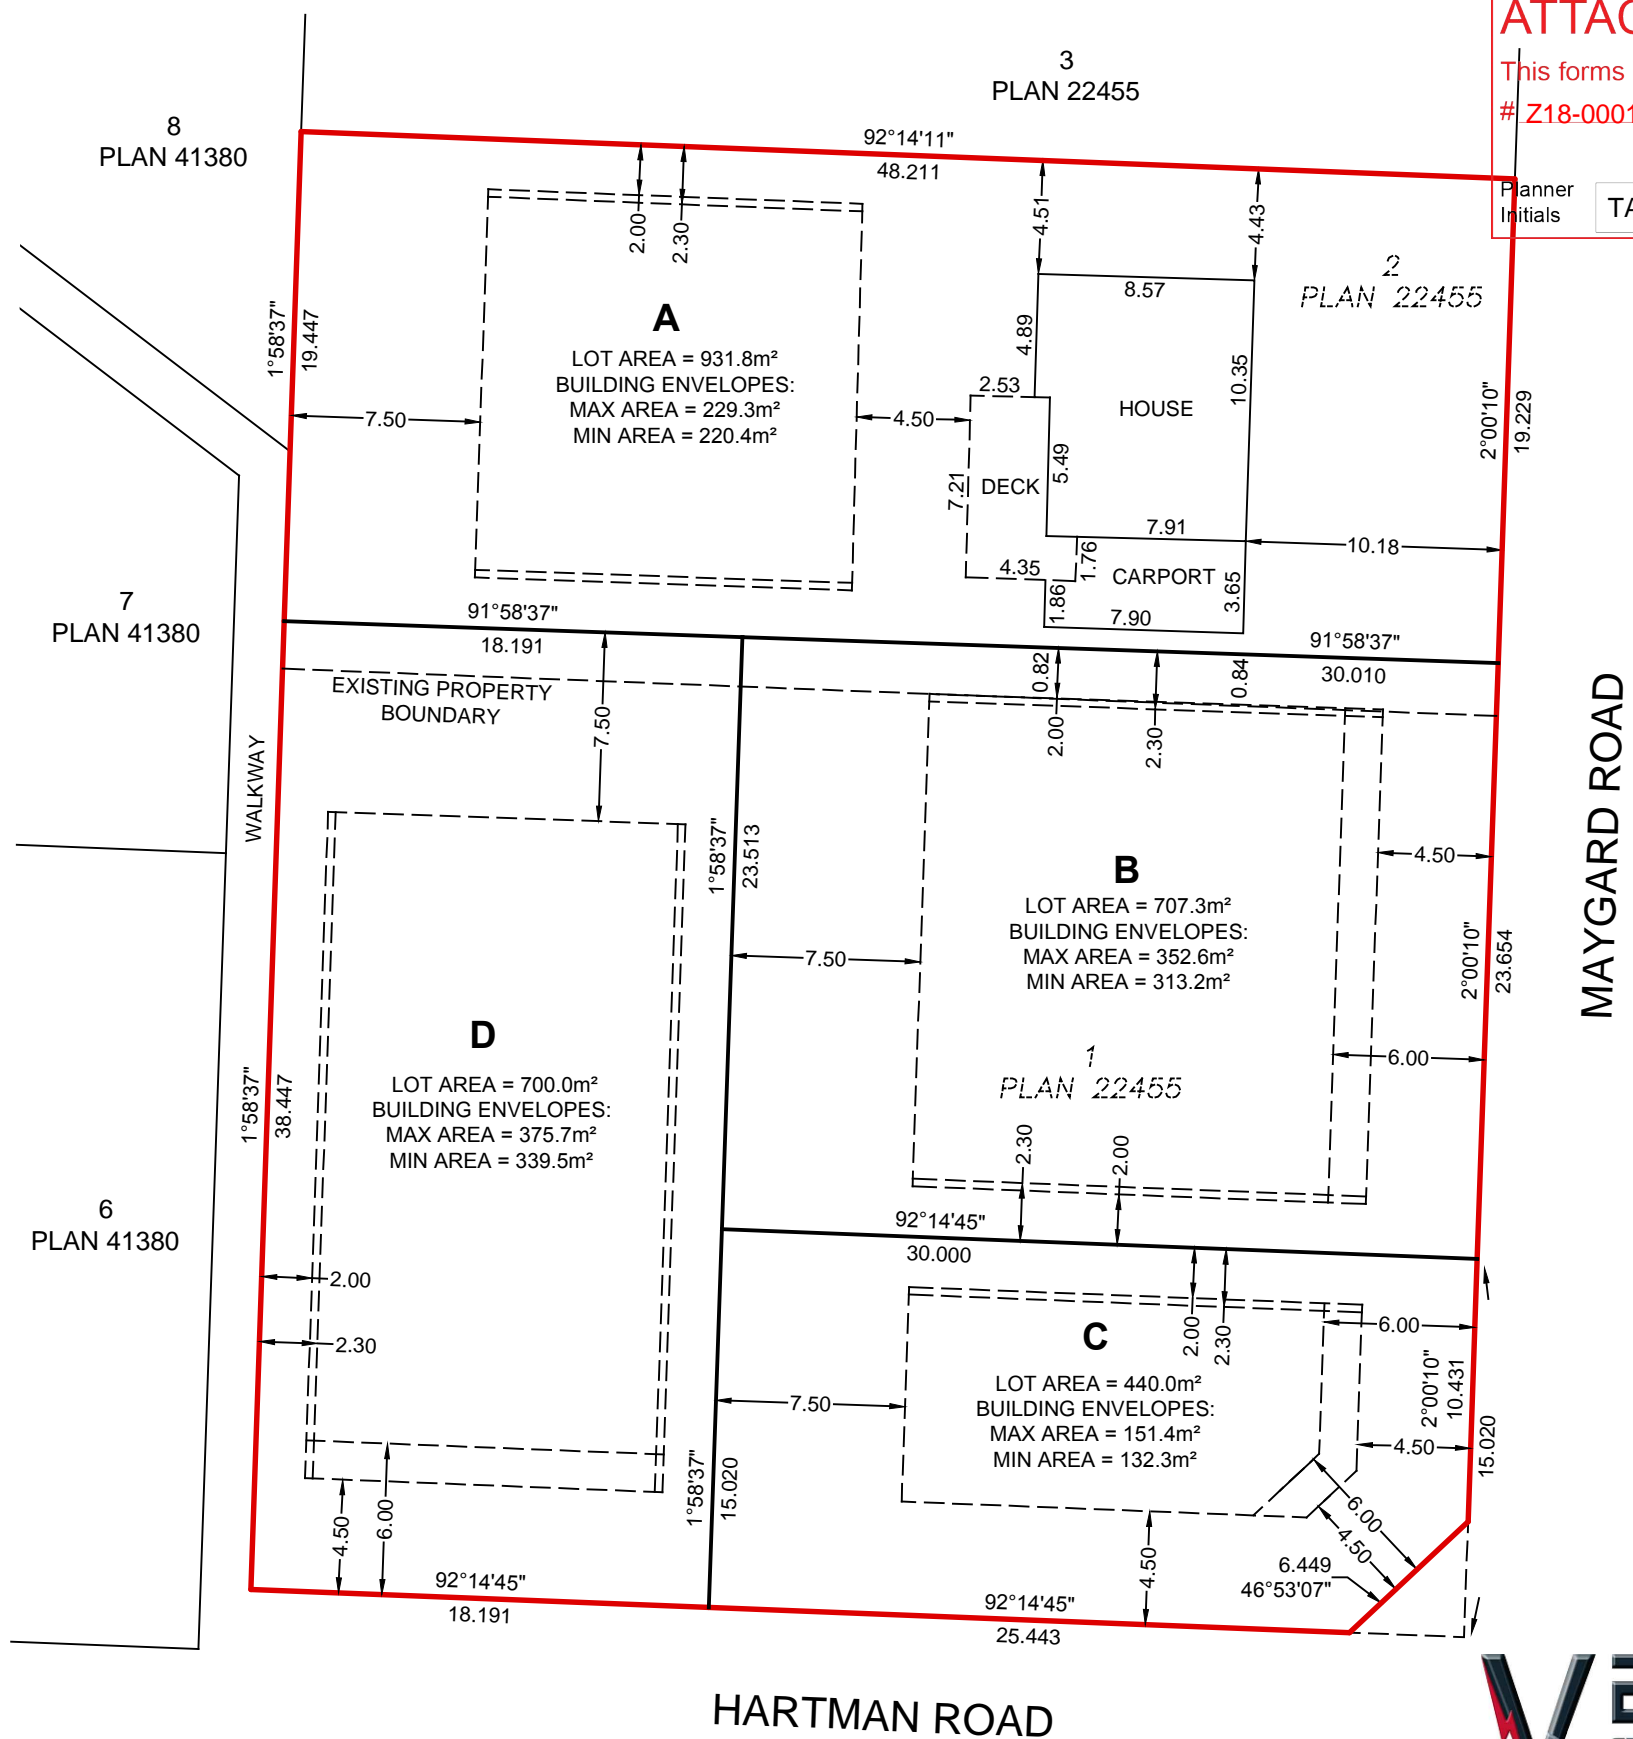 ATTAC
This forms
# Z18-0001
Planner
Initials
TA
3
PLAN 22455
8
PLAN 41380
92°14'11"
48.211
2.00
2.30
4.51
4.43
2
PLAN 22455
8.57
1°58'37"
19.447
A
LOT AREA = 931.8m²
BUILDING ENVELOPES:
MAX AREA = 229.3m²
MIN AREA = 220.4m²
7.50
4.50
4.89
2.53
10.35
HOUSE
2°00'10"
19.229
5.49
7.21
DECK
7.91
10.18
4.35
1.76
CARPORT
1.86
7.90
3.65
7
PLAN 41380
91°58'37"
18.191
91°58'37"
30.010
EXISTING PROPERTY
BOUNDARY
7.50
0.82
0.84
2.00
2.30
WALKWAY
MAYGARD ROAD
1°58'37"
23.513
4.50
B
LOT AREA = 707.3m²
BUILDING ENVELOPES:
MAX AREA = 352.6m²
MIN AREA = 313.2m²
7.50
2°00'10"
23.654
6.00
1
PLAN 22455
D
LOT AREA = 700.0m²
BUILDING ENVELOPES:
MAX AREA = 375.7m²
MIN AREA = 339.5m²
1°58'37"
38.447
2.30
2.00
6
PLAN 41380
92°14'45"
30.000
2.00
2.30
2.00
2.30
6.00
C
LOT AREA = 440.0m²
BUILDING ENVELOPES:
MAX AREA = 151.4m²
MIN AREA = 132.3m²
7.50
2°00'10"
10.431
4.50
15.020
1°58'37"
15.020
4.50
6.00
6.00
4.50
4.50
6.449
46°53'07"
92°14'45"
18.191
92°14'45"
25.443
HARTMAN ROAD